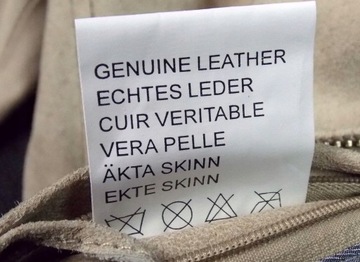 GENUINE LEATHER
ECHTES LEDER
CUIR VERITABLE
VERA PELLE
ÄKTA SKINN
EKTE SKINN